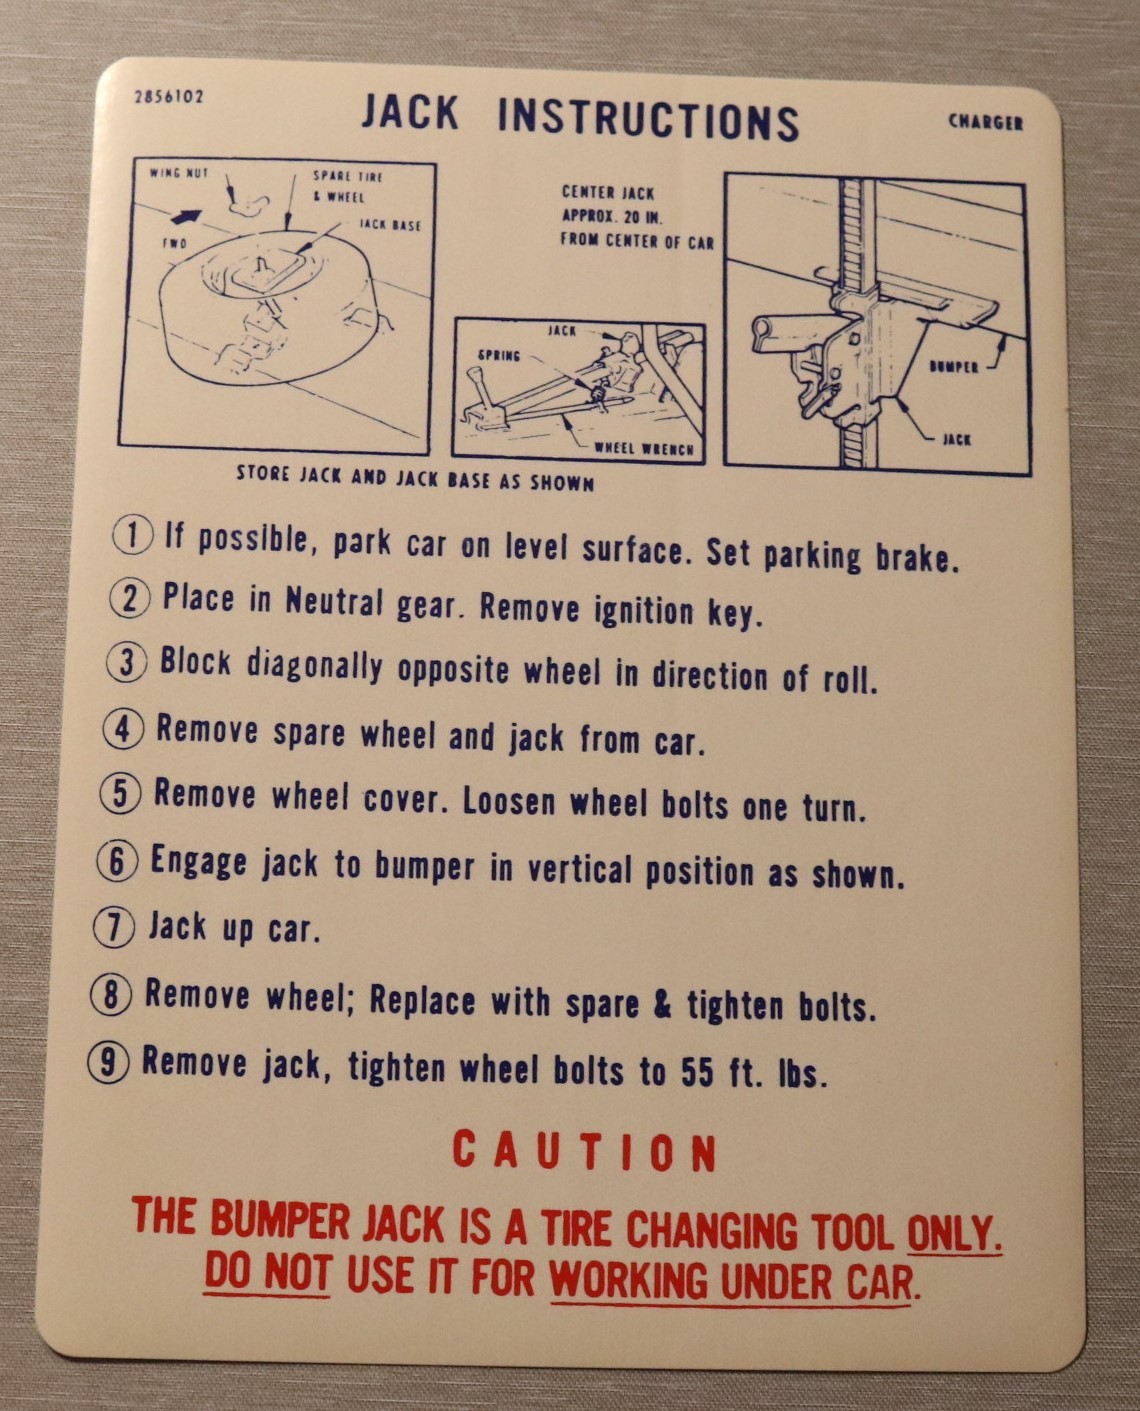 2856102
JACK INSTRUCTIONS
CHARGER
WING NUT
SPARE TIRE
& WHEEL
JACK BASE
FWD
CENTER JACK
APPROX. 20 IN.
FROM CENTER OF CAR
JACK
SPRING
WHEEL WRENCH
BUMPER
JACK
STORE JACK AND JACK BASE AS SHOWN
1 If possible, park car on level surface. Set parking brake.
2 Place in Neutral gear. Remove ignition key.
3 Block diagonally opposite wheel in direction of roll.
4 Remove spare wheel and jack from car.
5 Remove wheel cover. Loosen wheel bolts one turn.
6 Engage jack to bumper in vertical position as shown.
7 Jack up car.
8 Remove wheel; Replace with spare & tighten bolts.
9 Remove jack, tighten wheel bolts to 55 ft. lbs.
CAUTION
THE BUMPER JACK IS A TIRE CHANGING TOOL ONLY.
DO NOT USE IT FOR WORKING UNDER CAR.